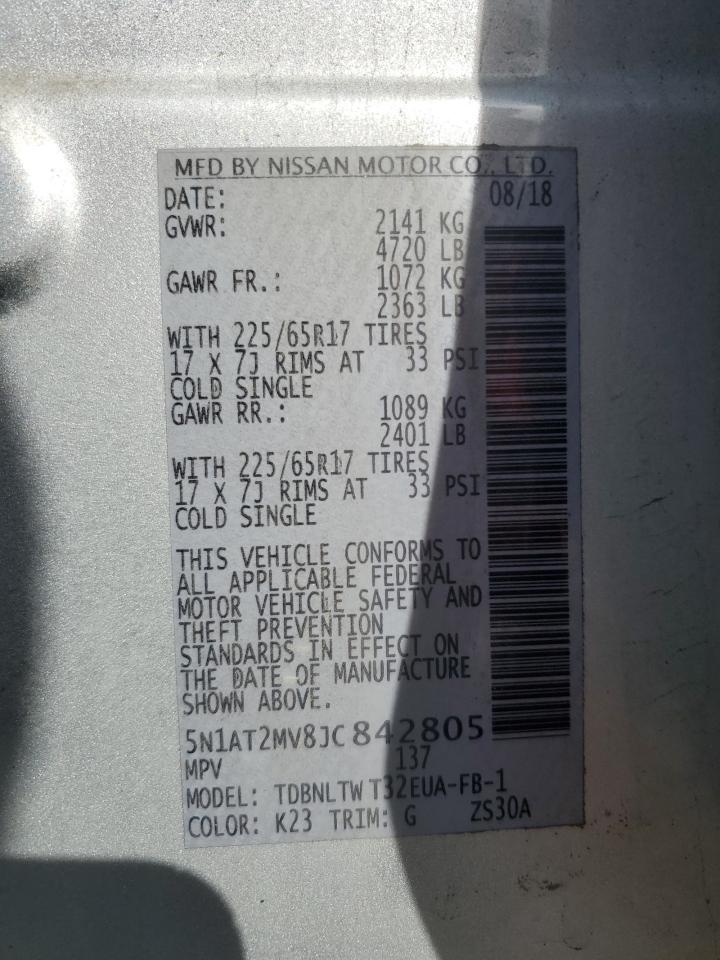 MFD BY NISSAN MOTOR CO., LTD.
DATE: 08/18
GVWR: 2141 KG
4720 LB
GAWR FR.: 1072 KG
2363 LB
WITH 225/65R17 TIRES
17 X 7J RIMS AT 33 PSI
COLD SINGLE
GAWR RR.: 1089 KG
2401 LB
WITH 225/65R17 TIRES
17 X 7J RIMS AT 33 PSI
COLD SINGLE
THIS VEHICLE CONFORMS TO
ALL APPLICABLE FEDERAL
MOTOR VEHICLE SAFETY AND
THEFT PREVENTION
STANDARDS IN EFFECT ON
THE DATE OF MANUFACTURE
SHOWN ABOVE.
5N1AT2MV8JC842805
MPV 137
MODEL: TDBNLTW T32EUA-FB-1
COLOR: K23 TRIM: G ZS30A